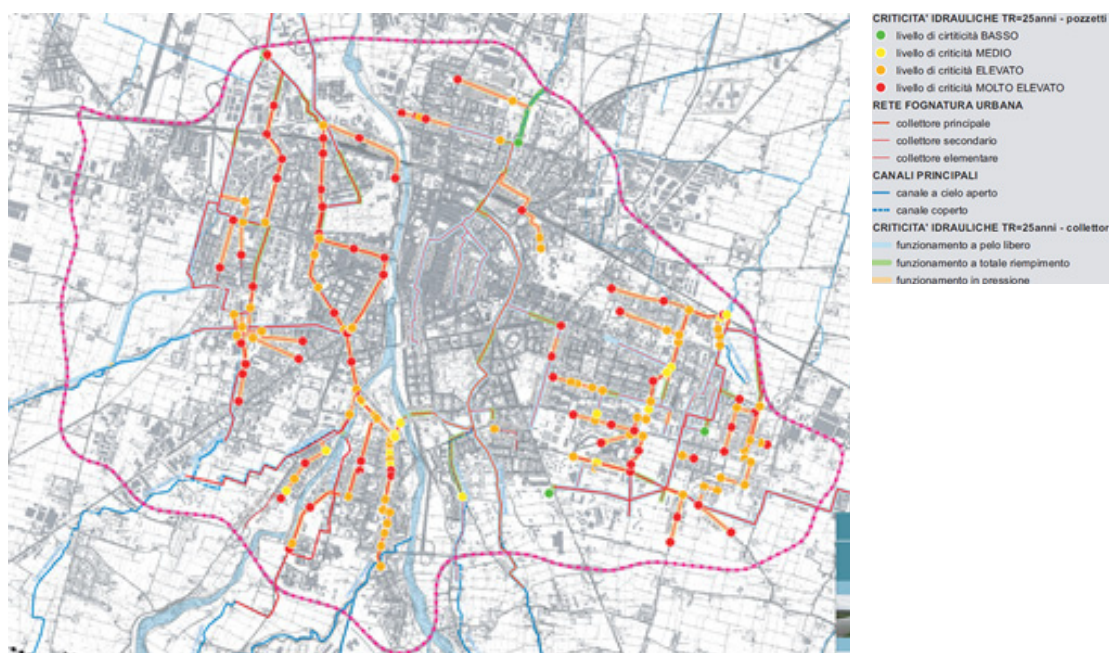 CRITICITA' IDRAULICHE TR=25anni - pozzetti
livello di cirtiticità BASSO
livello di criticità MEDIO
livello di criticità ELEVATO
livello di criticità MOLTO ELEVATO
RETE FOGNATURA URBANA
collettore principale
collettore secondario
collettore elementare
CANALI PRINCIPALI
canale a cielo aperto
canale coperto
CRITICITA' IDRAULICHE TR=25anni - collettor
funzionamento a pelo libero
funzionamento a totale riempimento
funzionamento in pressione